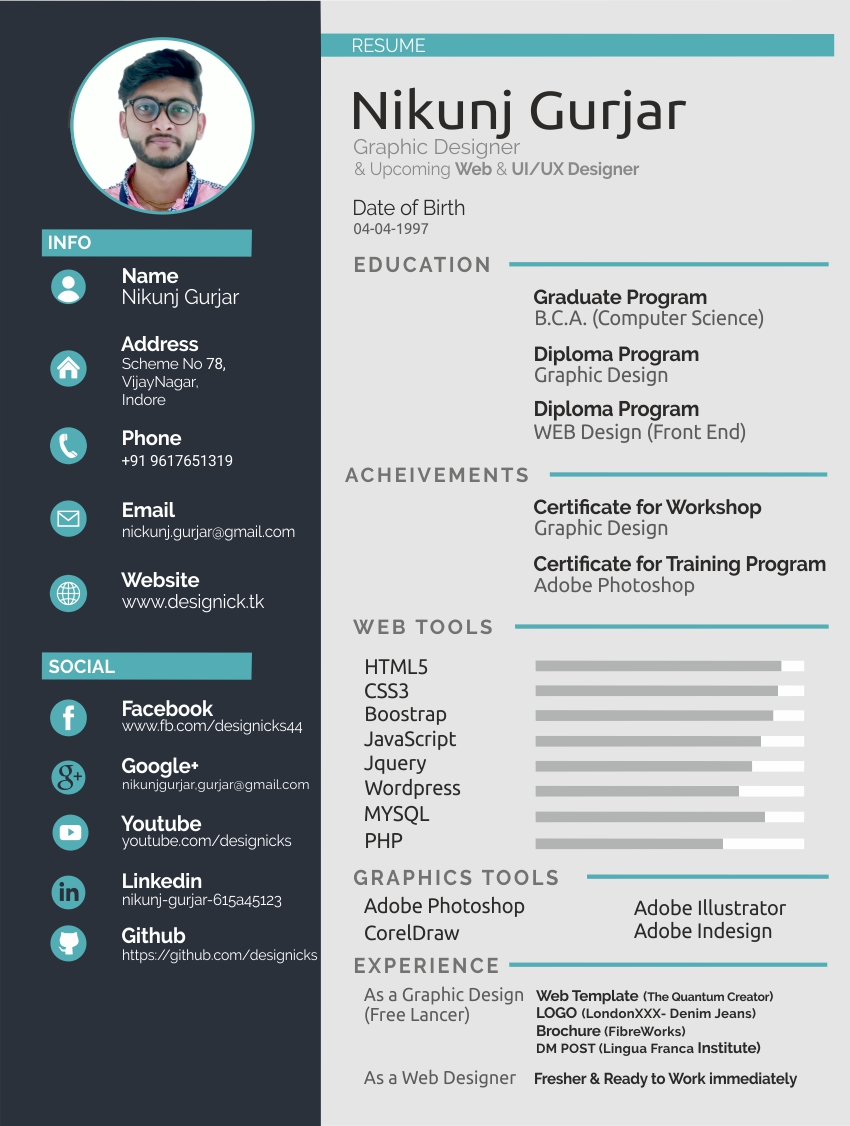 RESUME
Nikunj Gurjar
Graphic Designer
& Upcoming Web & UI/UX Designer
Date of Birth
04-04-1997
INFO
Name
Nikunj Gurjar
Address
Scheme No 78,
VijayNagar,
Indore
Phone
+91 9617651319
Email
nickunj.gurjar@gmail.com
Website
www.designick.tk
SOCIAL
Facebook
www.fb.com/designicks44
Google+
nikunjgurjar,gurjar@gmail.com
Youtube
youtube.com/designicks
Linkedin
nikunj-gurjar-615a45123
Github
https://github.com/designicks
EDUCATION
Graduate Program
B.C.A. (Computer Science)
Diploma Program
Graphic Design
Diploma Program
WEB Design (Front End)
ACHEIVEMENTS
Certificate for Workshop
Graphic Design
Certificate for Training Program
Adobe Photoshop
WEB TOOLS
HTML5
CSS3
Boostrap
JavaScript
Jquery
Wordpress
MYSQL
PHP
GRAPHICS TOOLS
Adobe Photoshop
CorelDraw
Adobe Illustrator
Adobe Indesign
EXPERIENCE
As a Graphic Design
(Free Lancer)
Web Template (The Quantum Creator)
LOGO (LondonXXX- Denim Jeans)
Brochure (FibreWorks)
DM POST (Lingua Franca Institute)
As a Web Designer
Fresher & Ready to Work immediately